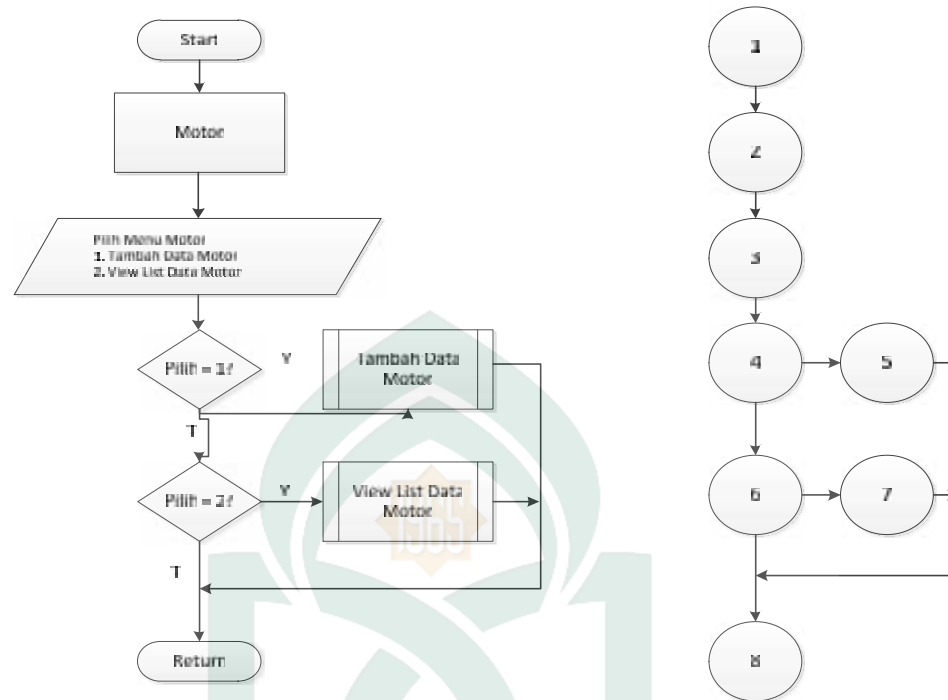 Start
Motor
Pilih Menu Motor
1. Tambah Data Motor
2. View List Data Motor
Pilih = 1?
Y
Tambah Data
Motor
T
Pilih = 2?
Y
View List Data
Motor
1965
T
Return
1
2
3
4
5
6
7
8